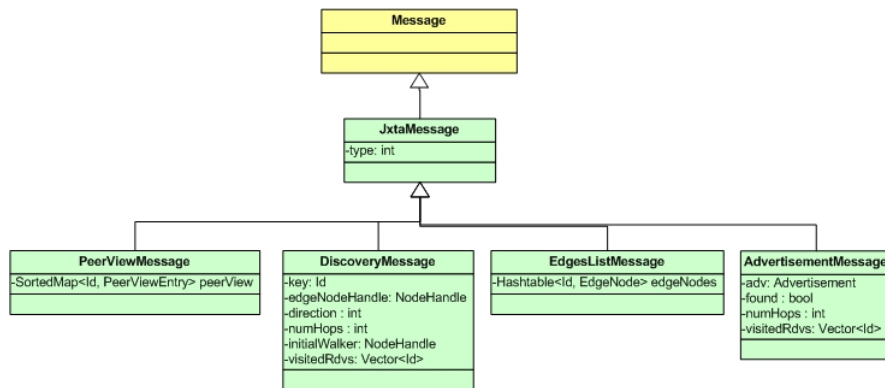 Message
JxtaMessage
-type: int
PeerViewMessage
-SortedMap<Id, PeerViewEntry> peerView
DiscoveryMessage
-key: Id
-edgeNodeHandle: NodeHandle
-direction : int
-numHops : int
-initialWalker: NodeHandle
-visitedRdvs: Vector<Id>
EdgesListMessage
-Hashtable<Id, EdgeNode> edgeNodes
AdvertisementMessage
-adv: Advertisement
-found : bool
-numHops : int
-visitedRdvs: Vector<Id>